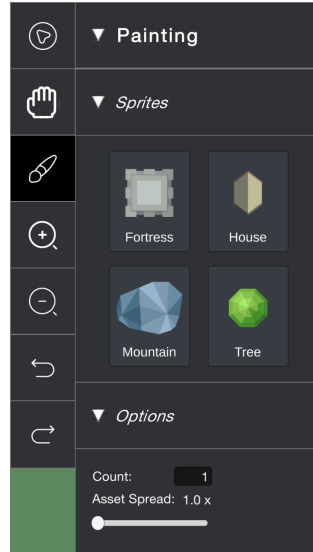 Painting
Sprites
Fortress House
Mountain Tree
Options
Count: 1
Asset Spread: 1.0 x